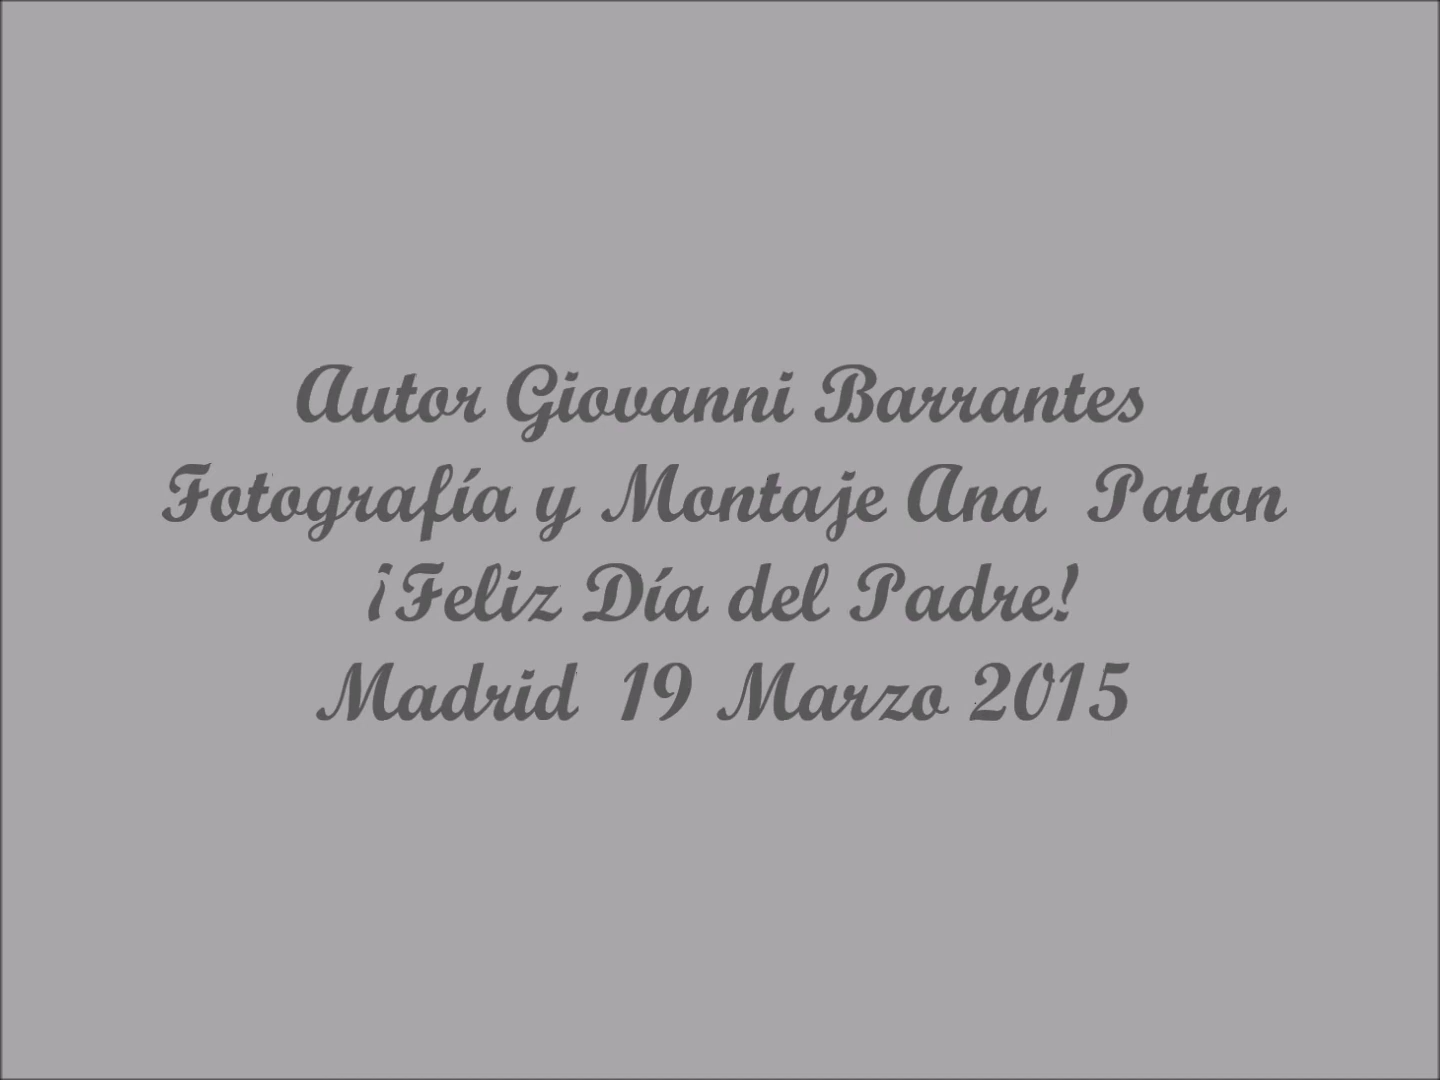 Autor Giovanni Barrantes
Fotografía y Montaje Ana Paton
¡Feliz Día del Padre!
Madrid 19 Marzo 2015